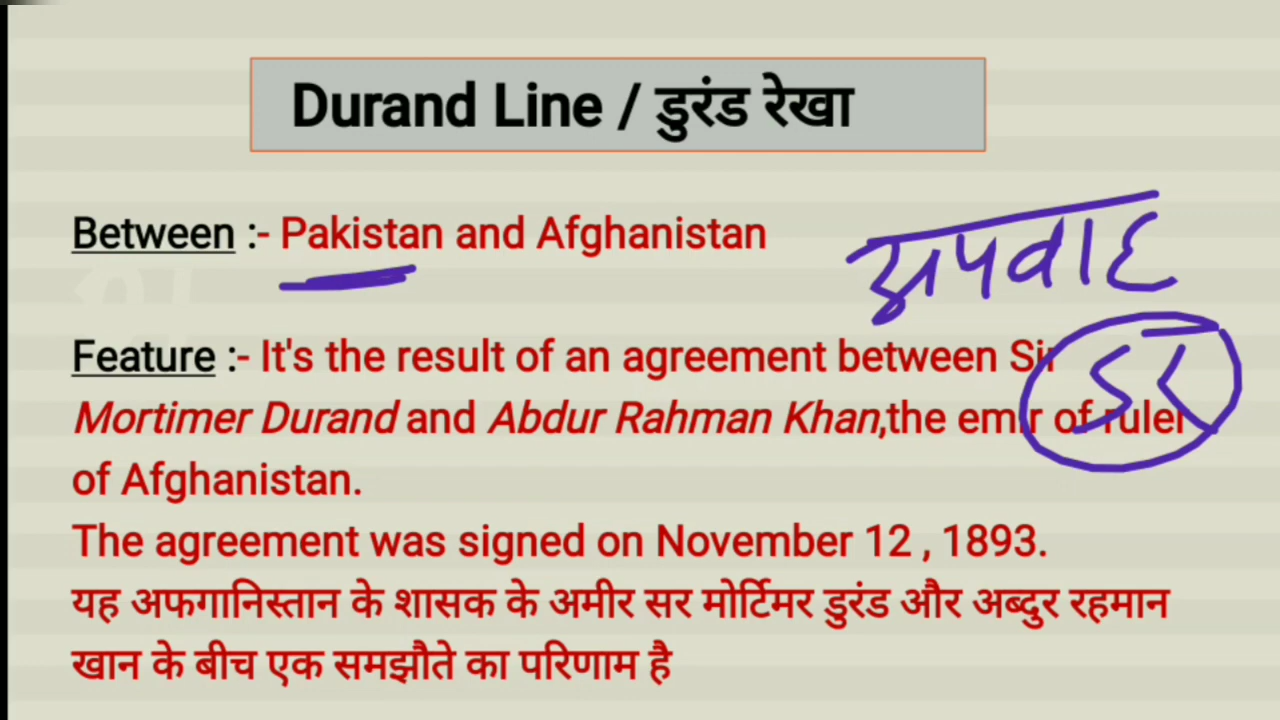 Durand Line / डुरंड रेखा
Between :- Pakistan and Afghanistan
अपवाद
Feature :- It's the result of an agreement between Sir
Mortimer Durand and Abdur Rahman Khan,the emir of ruler
of Afghanistan.
The agreement was signed on November 12 , 1893.
यह अफगानिस्तान के शासक के अमीर सर मोर्टिमर डुरंड और अब्दुर रहमान
खान के बीच एक समझौते का परिणाम है